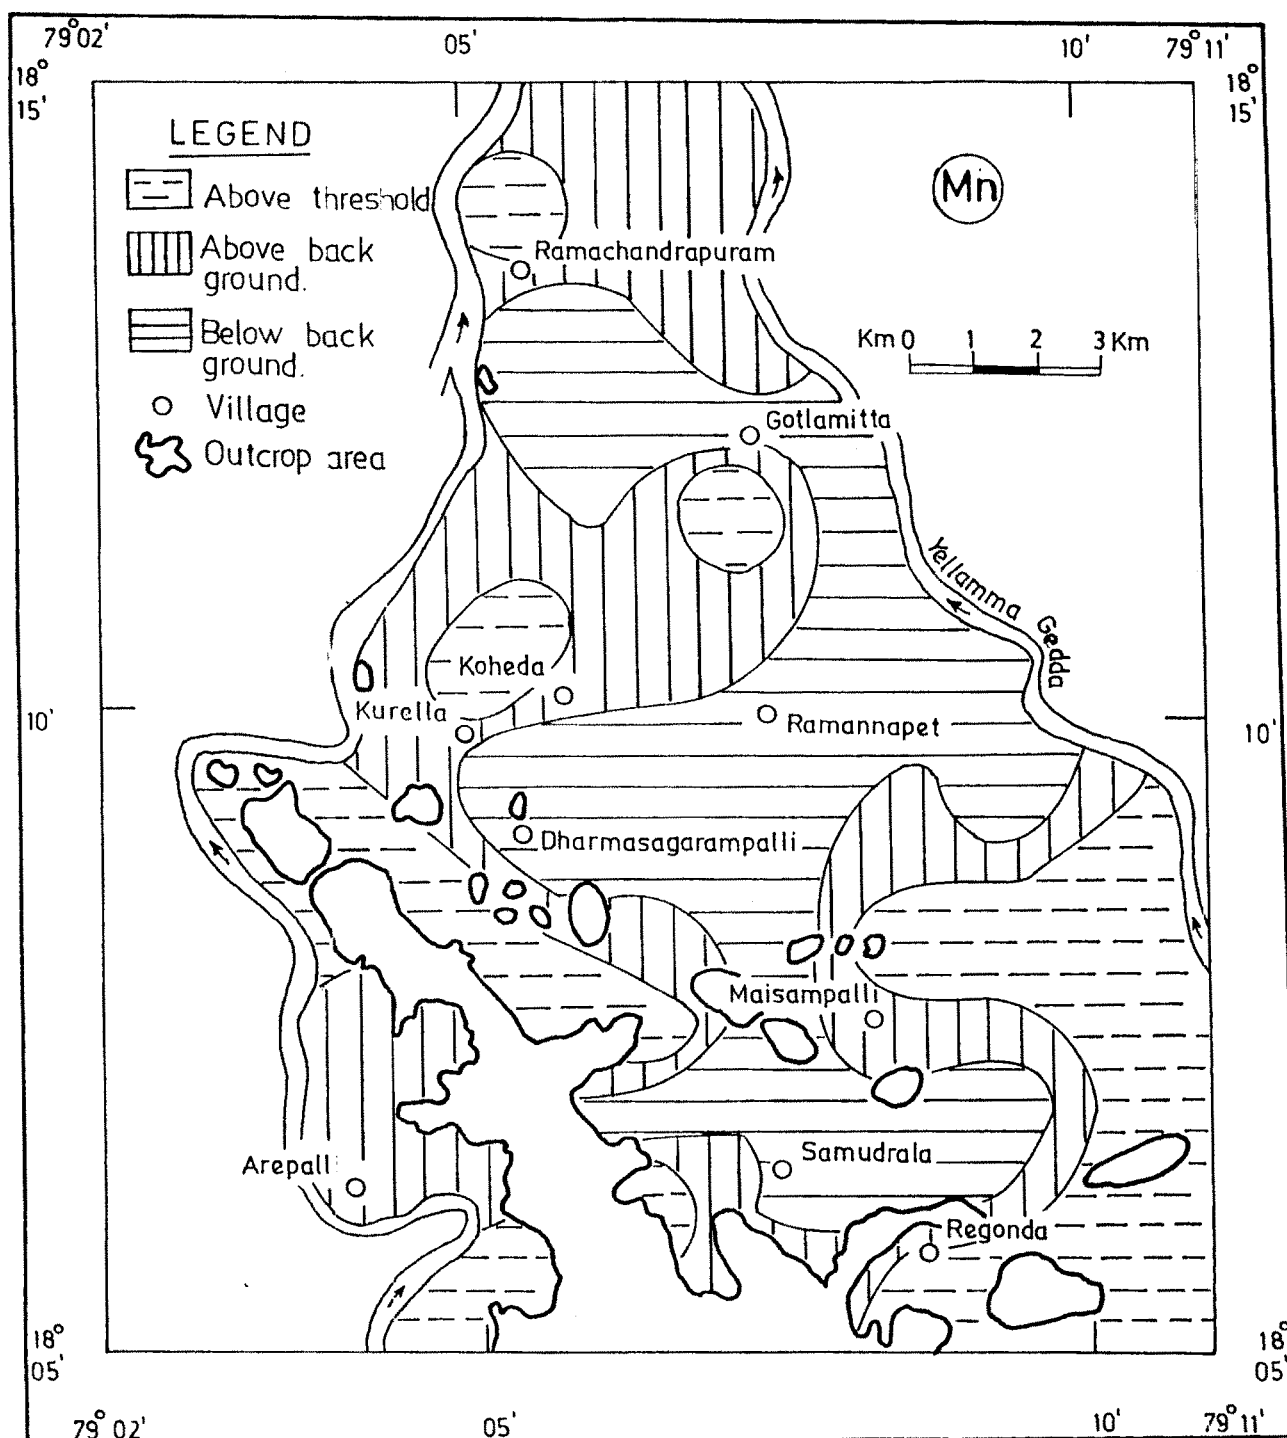 79° 02'
05'
10'
79° 11'
18°
15'
18°
15'
LEGEND
Above threshold
Above back
ground.
Below back
ground.
Village
Outcrop area
Mn
Km 0 1 2 3 Km
Ramachandrapuram
Gotlamitta
Yellamma Gedda
Koheda
Kurella
Ramannapet
10'
10'
Dharmasagarampalli
Maisampalli
Arepalli
Samudrala
Regonda
18°
05'
18°
05'
79° 02'
05'
10'
79° 11'